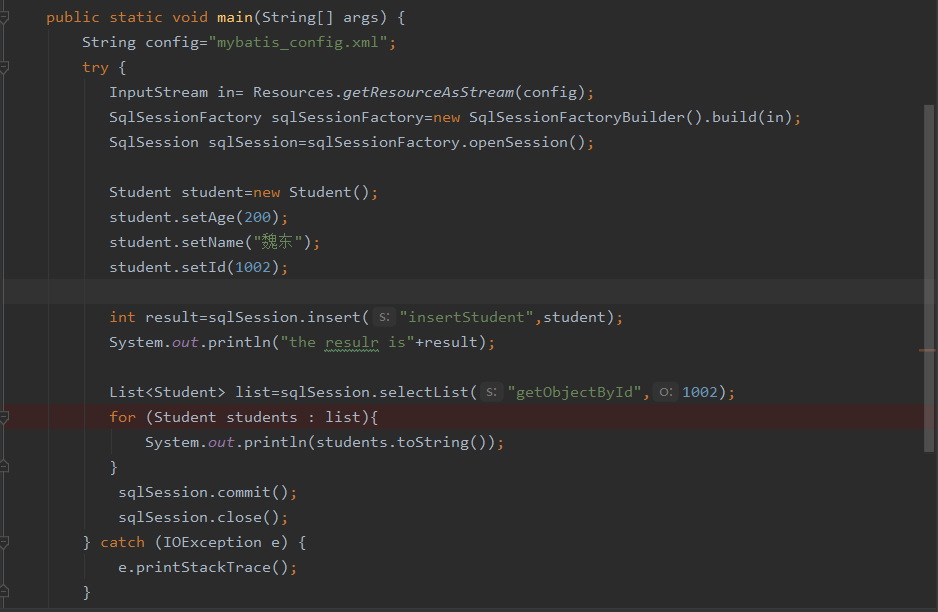 public static void main(String[] args) {
String config="mybatis_config.xml";
try {
InputStream in= Resources.getResourceAsStream(config);
SqlSessionFactory sqlSessionFactory=new SqlSessionFactoryBuilder().build(in);
SqlSession sqlSession=sqlSessionFactory.openSession();
Student student=new Student();
student.setAge(200);
student.setName("魏东");
student.setId(1002);
int result=sqlSession.insert( s: "insertStudent",student);
System.out.println("the resulr is"+result);
List<Student> list=sqlSession.selectList( s: "getObjectById", o: 1002);
for (Student students : list){
System.out.println(students.toString());
}
sqlSession.commit();
sqlSession.close();
} catch (IOException e) {
e.printStackTrace();
}